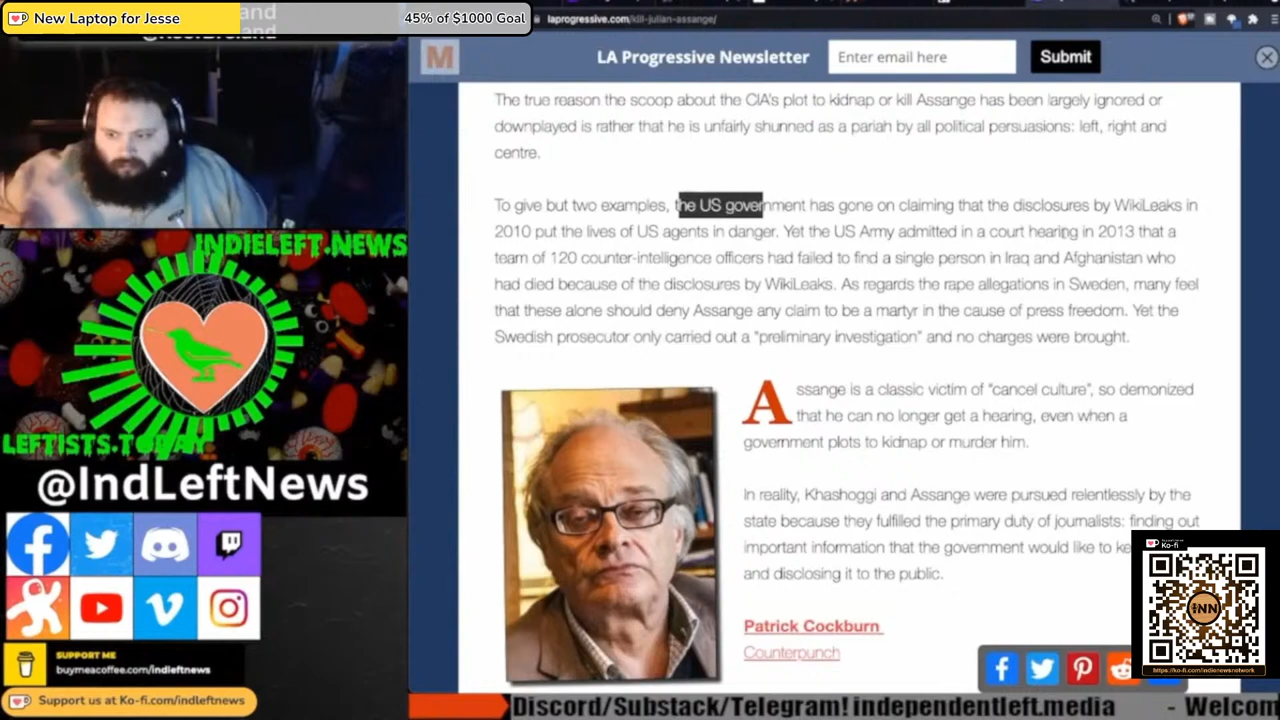 New Laptop for Jesse
45% of $1000 Goal
INDIELEFT.NEWS
LEFTISTS.TODAY
@IndLeftNews
SUPPORT ME
buymeacoffee.com/indleftnews
Support us at Ko-fi.com/indleftnews
laprogressive.com/kill-julian-assange/
M
LA Progressive Newsletter
Enter email here
Submit
The true reason the scoop about the CIA's plot to kidnap or kill Assange has been largely ignored or
downplayed is rather that he is unfairly shunned as a pariah by all political persuasions: left, right and
centre.
To give but two examples, the US government has gone on claiming that the disclosures by WikiLeaks in
2010 put the lives of US agents in danger. Yet the US Army admitted in a court hearing in 2013 that a
team of 120 counter-intelligence officers had failed to find a single person in Iraq and Afghanistan who
had died because of the disclosures by WikiLeaks. As regards the rape allegations in Sweden, many feel
that these alone should deny Assange any claim to be a martyr in the cause of press freedom. Yet the
Swedish prosecutor only carried out a “preliminary investigation” and no charges were brought.
Assange is a classic victim of “cancel culture”, so demonized
that he can no longer get a hearing, even when a
government plots to kidnap or murder him.
In reality, Khashoggi and Assange were pursued relentlessly by the
state because they fulfilled the primary duty of journalists: finding out
important information that the government would like to
and disclosing it to the public.
Patrick Cockburn
Counterpunch
Ko-fi
INN
https://ko-fi.com/indienewsnetwork
Discord/Substack/Telegram! independentleft.media - Welcom